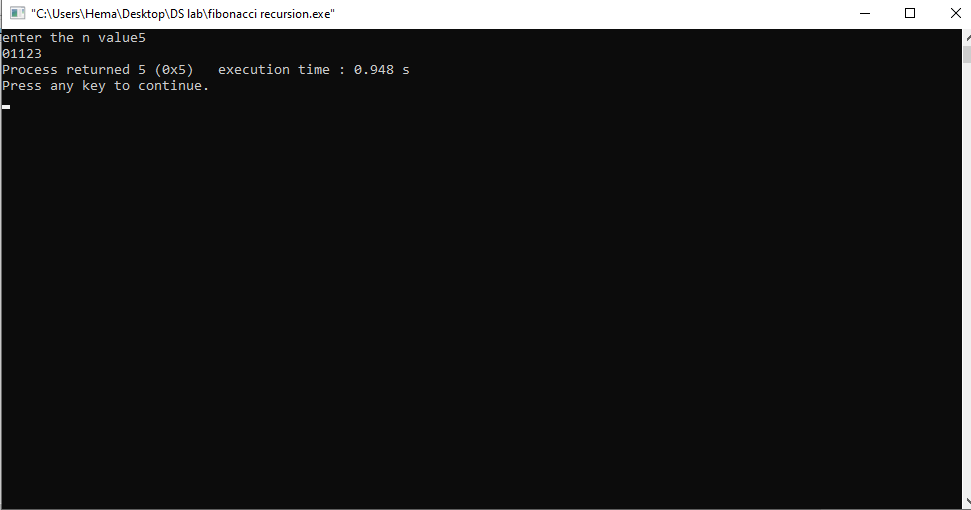 "C:\Users\Hema\Desktop\DS lab\fibonacci recursion.exe"
enter the n value5
01123
Process returned 5 (0x5)   execution time : 0.948 s
Press any key to continue.